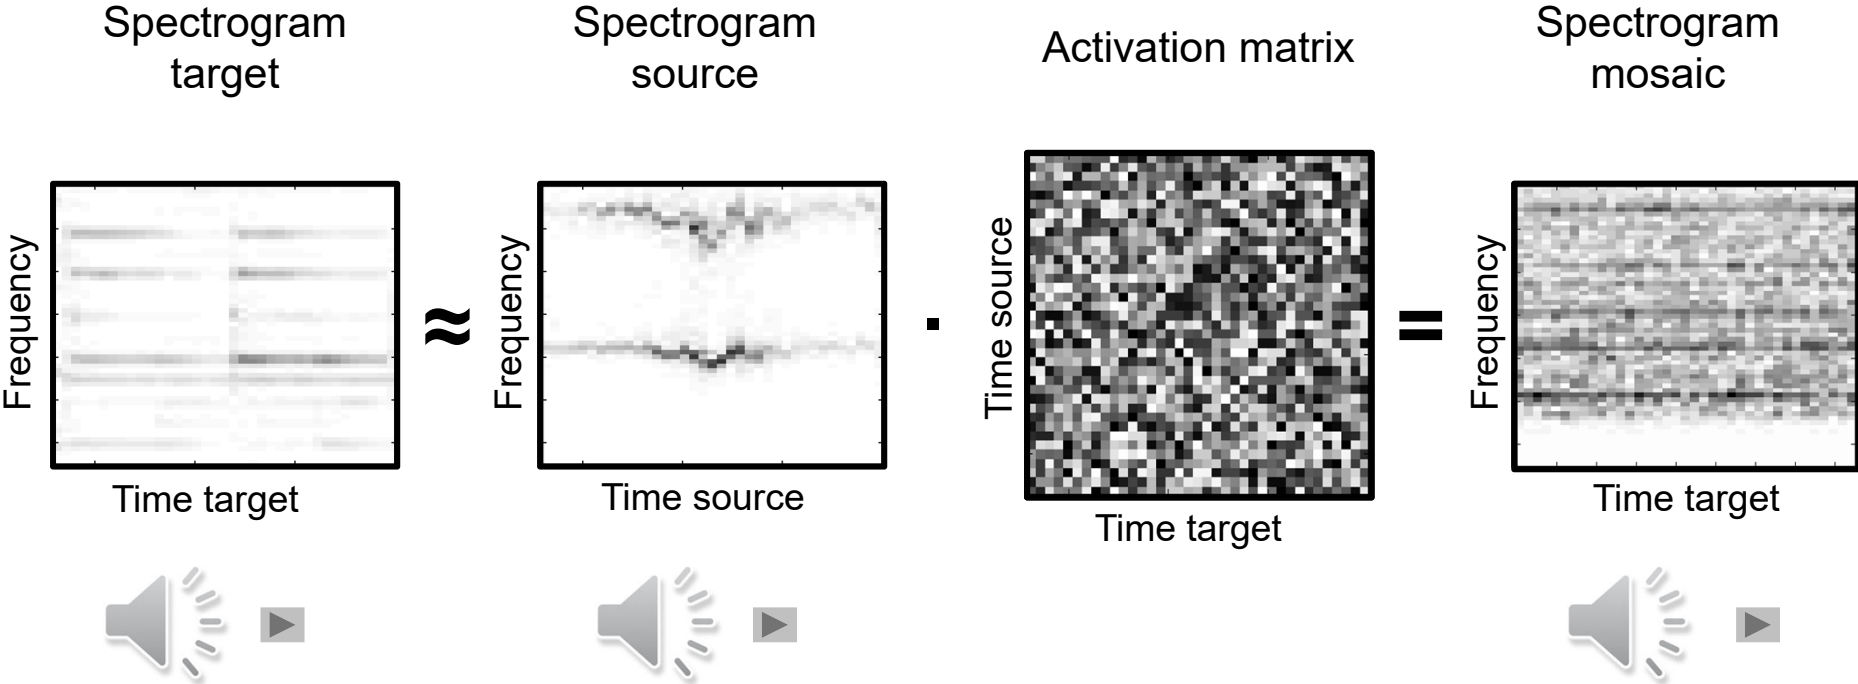 Spectrogram
target
Spectrogram
source
Activation matrix
Spectrogram
mosaic
Frequency
Time target
≈
Frequency
Time source
·
Time source
Time target
=
Frequency
Time target